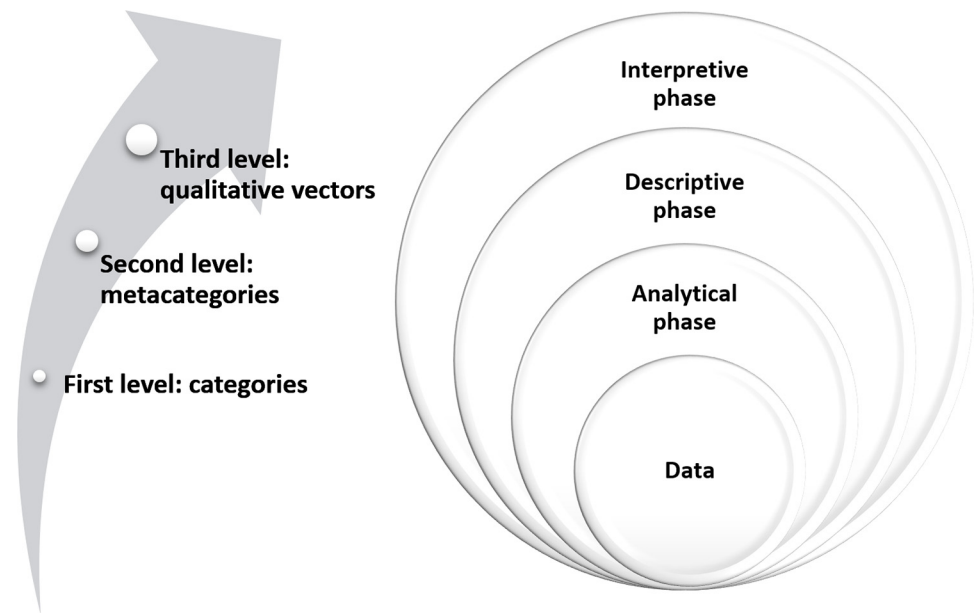 Third level:
qualitative vectors
Second level:
metacategories
First level: categories
Interpretive
phase
Descriptive
phase
Analytical
phase
Data